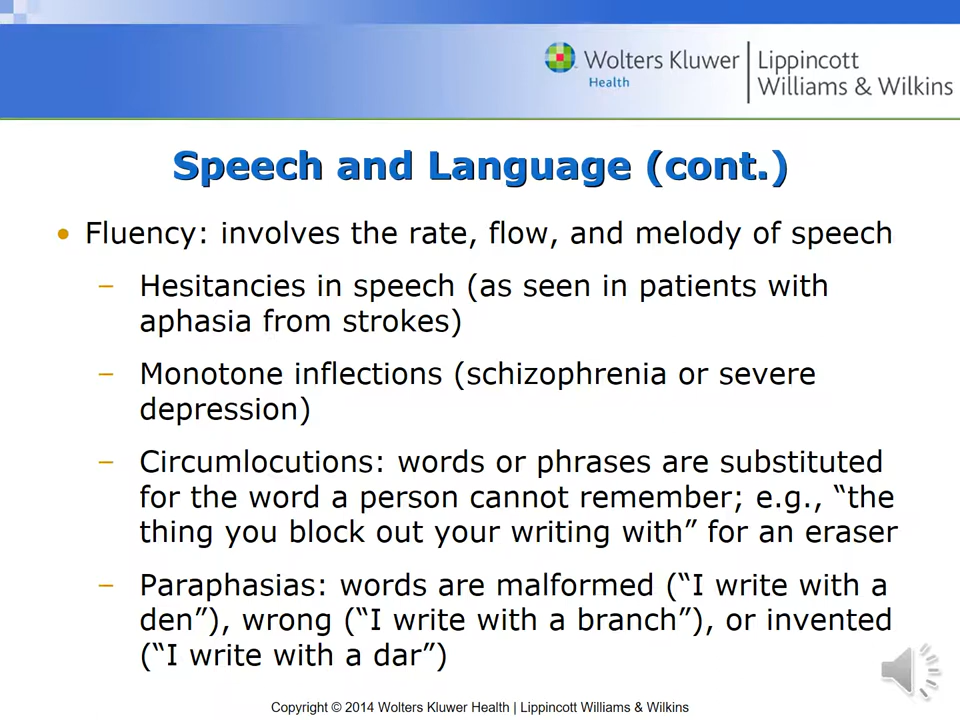 Wolters Kluwer
Health
Lippincott
Williams & Wilkins
Speech and Language (cont.)
• Fluency: involves the rate, flow, and melody of speech
– Hesitancies in speech (as seen in patients with
aphasia from strokes)
– Monotone inflections (schizophrenia or severe
depression)
– Circumlocutions: words or phrases are substituted
for the word a person cannot remember; e.g., “the
thing you block out your writing with” for an eraser
– Paraphasias: words are malformed (“I write with a
den”), wrong (“I write with a branch”), or invented
(“I write with a dar”)
Copyright © 2014 Wolters Kluwer Health | Lippincott Williams & Wilkins